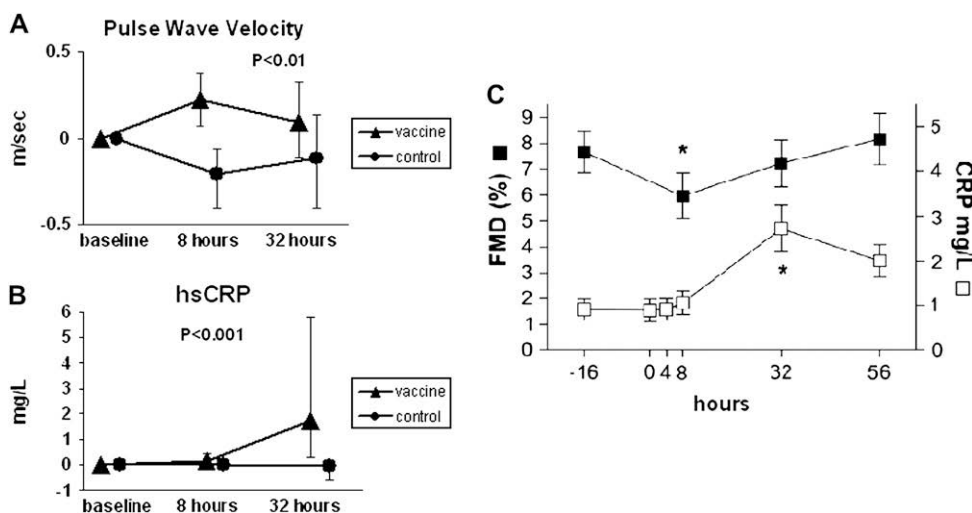 A
Pulse Wave Velocity
P<0.01
0.5
0
-0.5
m/sec
vaccine
control
baseline 8 hours 32 hours
B
hsCRP
P<0.001
6
5
4
3
2
1
0
-1
mg/L
vaccine
control
baseline 8 hours 32 hours
C
FMD (%)
9
8
7
6
5
4
3
2
1
0
*
*
5
4
3
2
1
0
CRP mg/L
-16 0 4 8 32 56
hours